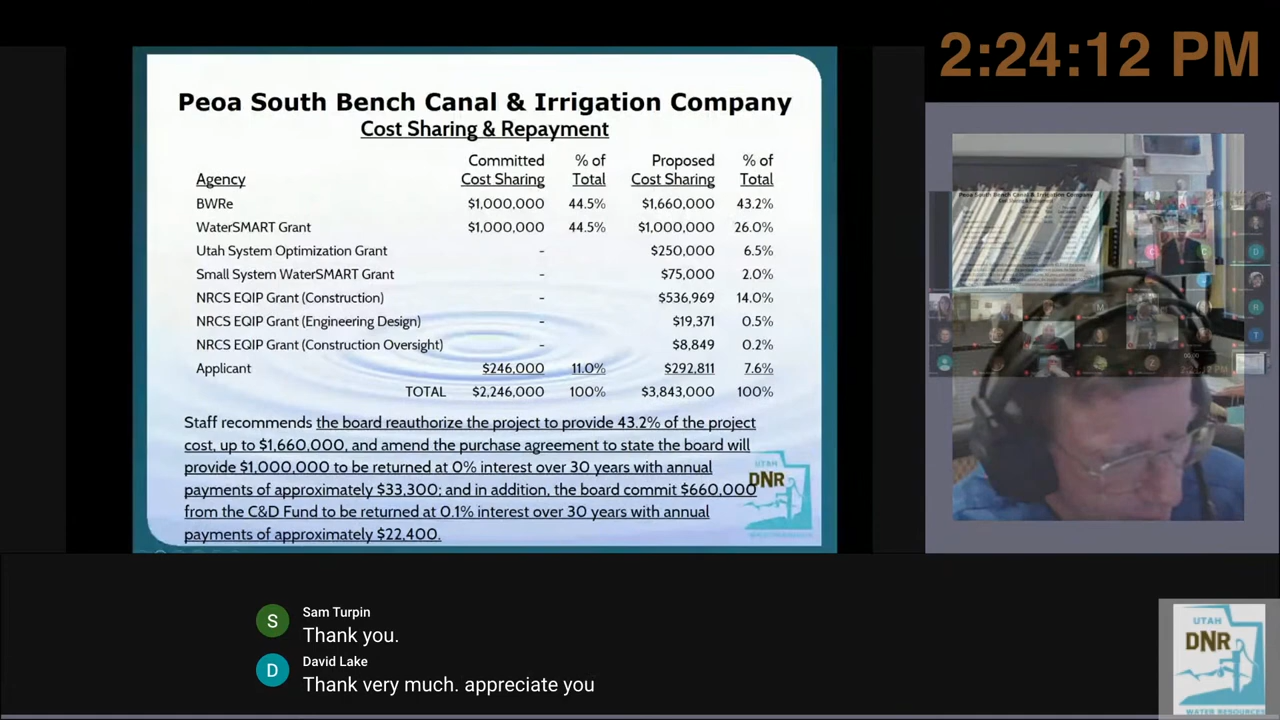 2:24:12 PM
Peoa South Bench Canal & Irrigation Company
Cost Sharing & Repayment
Committed % of Proposed % of
Agency Cost Sharing Total Cost Sharing Total
BWRe $1,000,000 44.5% $1,660,000 43.2%
WaterSMART Grant $1,000,000 44.5% $1,000,000 26.0%
Utah System Optimization Grant - $250,000 6.5%
Small System WaterSMART Grant - $75,000 2.0%
NRCS EQIP Grant (Construction) - $536,969 14.0%
NRCS EQIP Grant (Engineering Design) - $19,371 0.5%
NRCS EQIP Grant (Construction Oversight) - $8,849 0.2%
Applicant $246,000 11.0% $292,811 7.6%
TOTAL $2,246,000 100% $3,843,000 100%
Staff recommends the board reauthorize the project to provide 43.2% of the project
cost, up to $1,660,000, and amend the purchase agreement to state the board will
provide $1,000,000 to be returned at 0% interest over 30 years with annual
payments of approximately $33,300; and in addition, the board commit $660,000
from the C&D Fund to be returned at 0.1% interest over 30 years with annual
payments of approximately $22,400.
UTAH
DNR
WATER RESOURCES
S Sam Turpin
Thank you.
D David Lake
Thank very much. appreciate you
UTAH
DNR
WATER RESOURCES